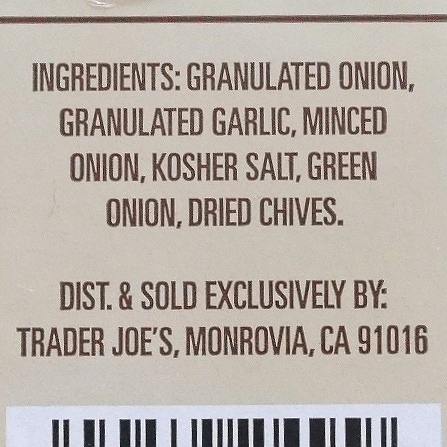 INGREDIENTS: GRANULATED ONION,
GRANULATED GARLIC, MINCED
ONION, KOSHER SALT, GREEN
ONION, DRIED CHIVES.
DIST. & SOLD EXCLUSIVELY BY:
TRADER JOE'S, MONROVIA, CA 91016